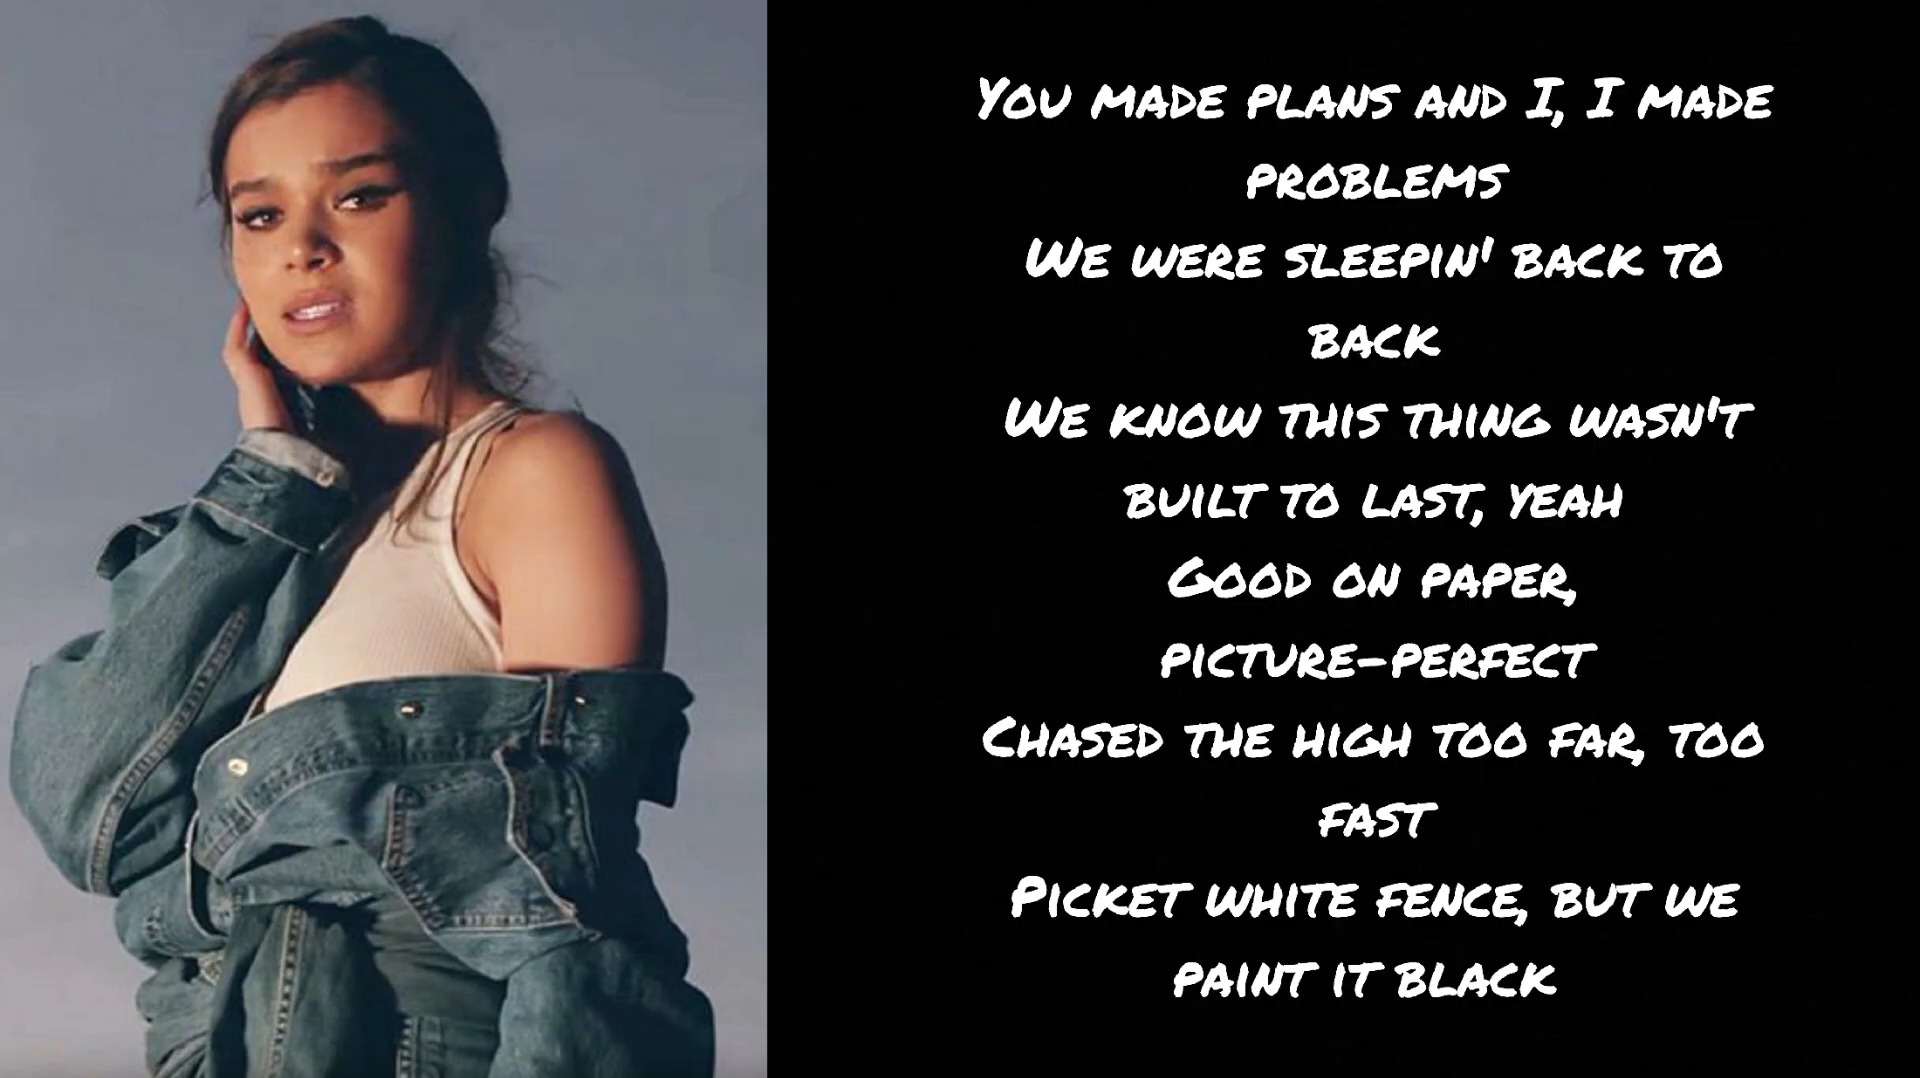 You made plans and I, I made
problems
We were sleepin' back to
back
We know this thing wasn't
built to last, yeah
Good on paper,
picture-perfect
Chased the high too far, too
fast
Picket white fence, but we
paint it black